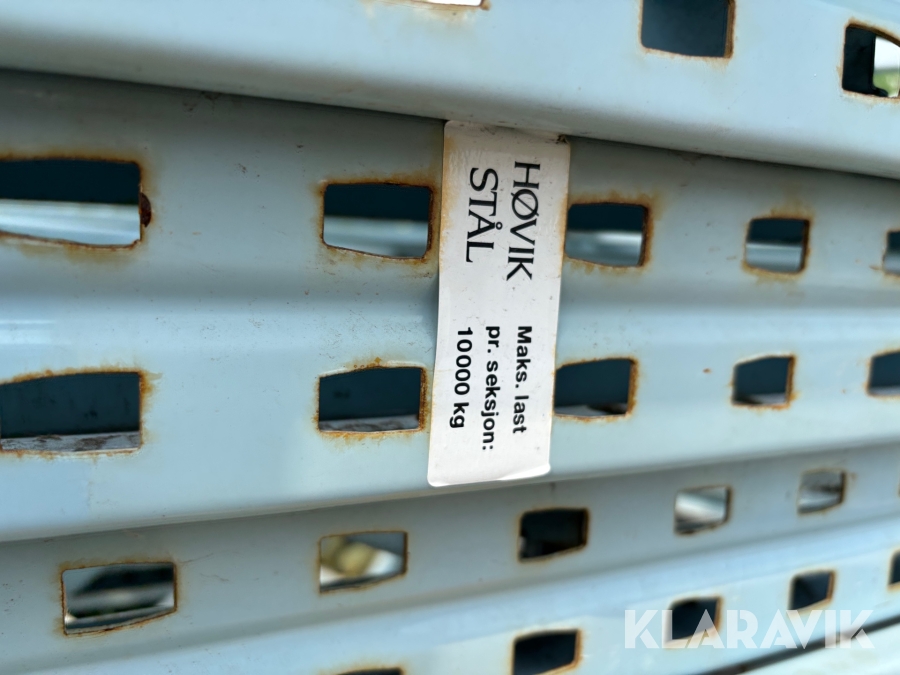 HØVIK
STÅL
Maks. last
pr. seksjon:
10000 kg
KLARAVIK